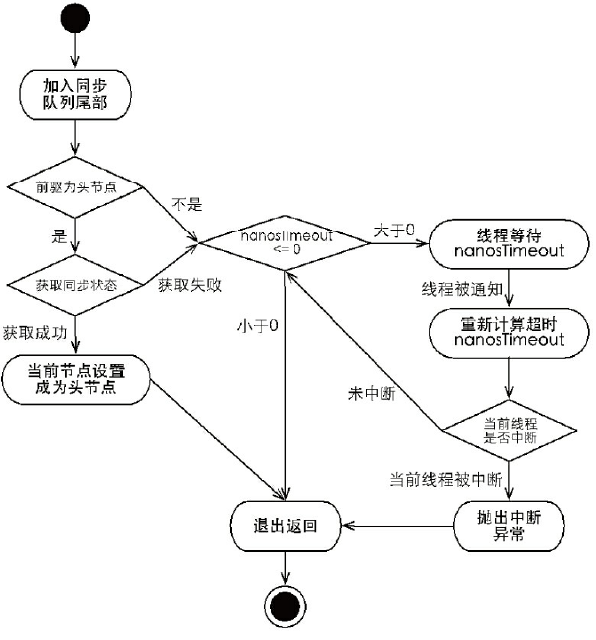 加入同步
队列尾部
前驱为头节点
不是
是
获取同步状态
获取失败
获取成功
当前节点设置
成为头节点
nanosTimeout
<= 0
大于0
线程等待
nanosTimeout
线程被通知
重新计算超时
nanosTimeout
小于0
未中断
当前线程
是否中断
当前线程被中断
抛出中断
异常
退出返回